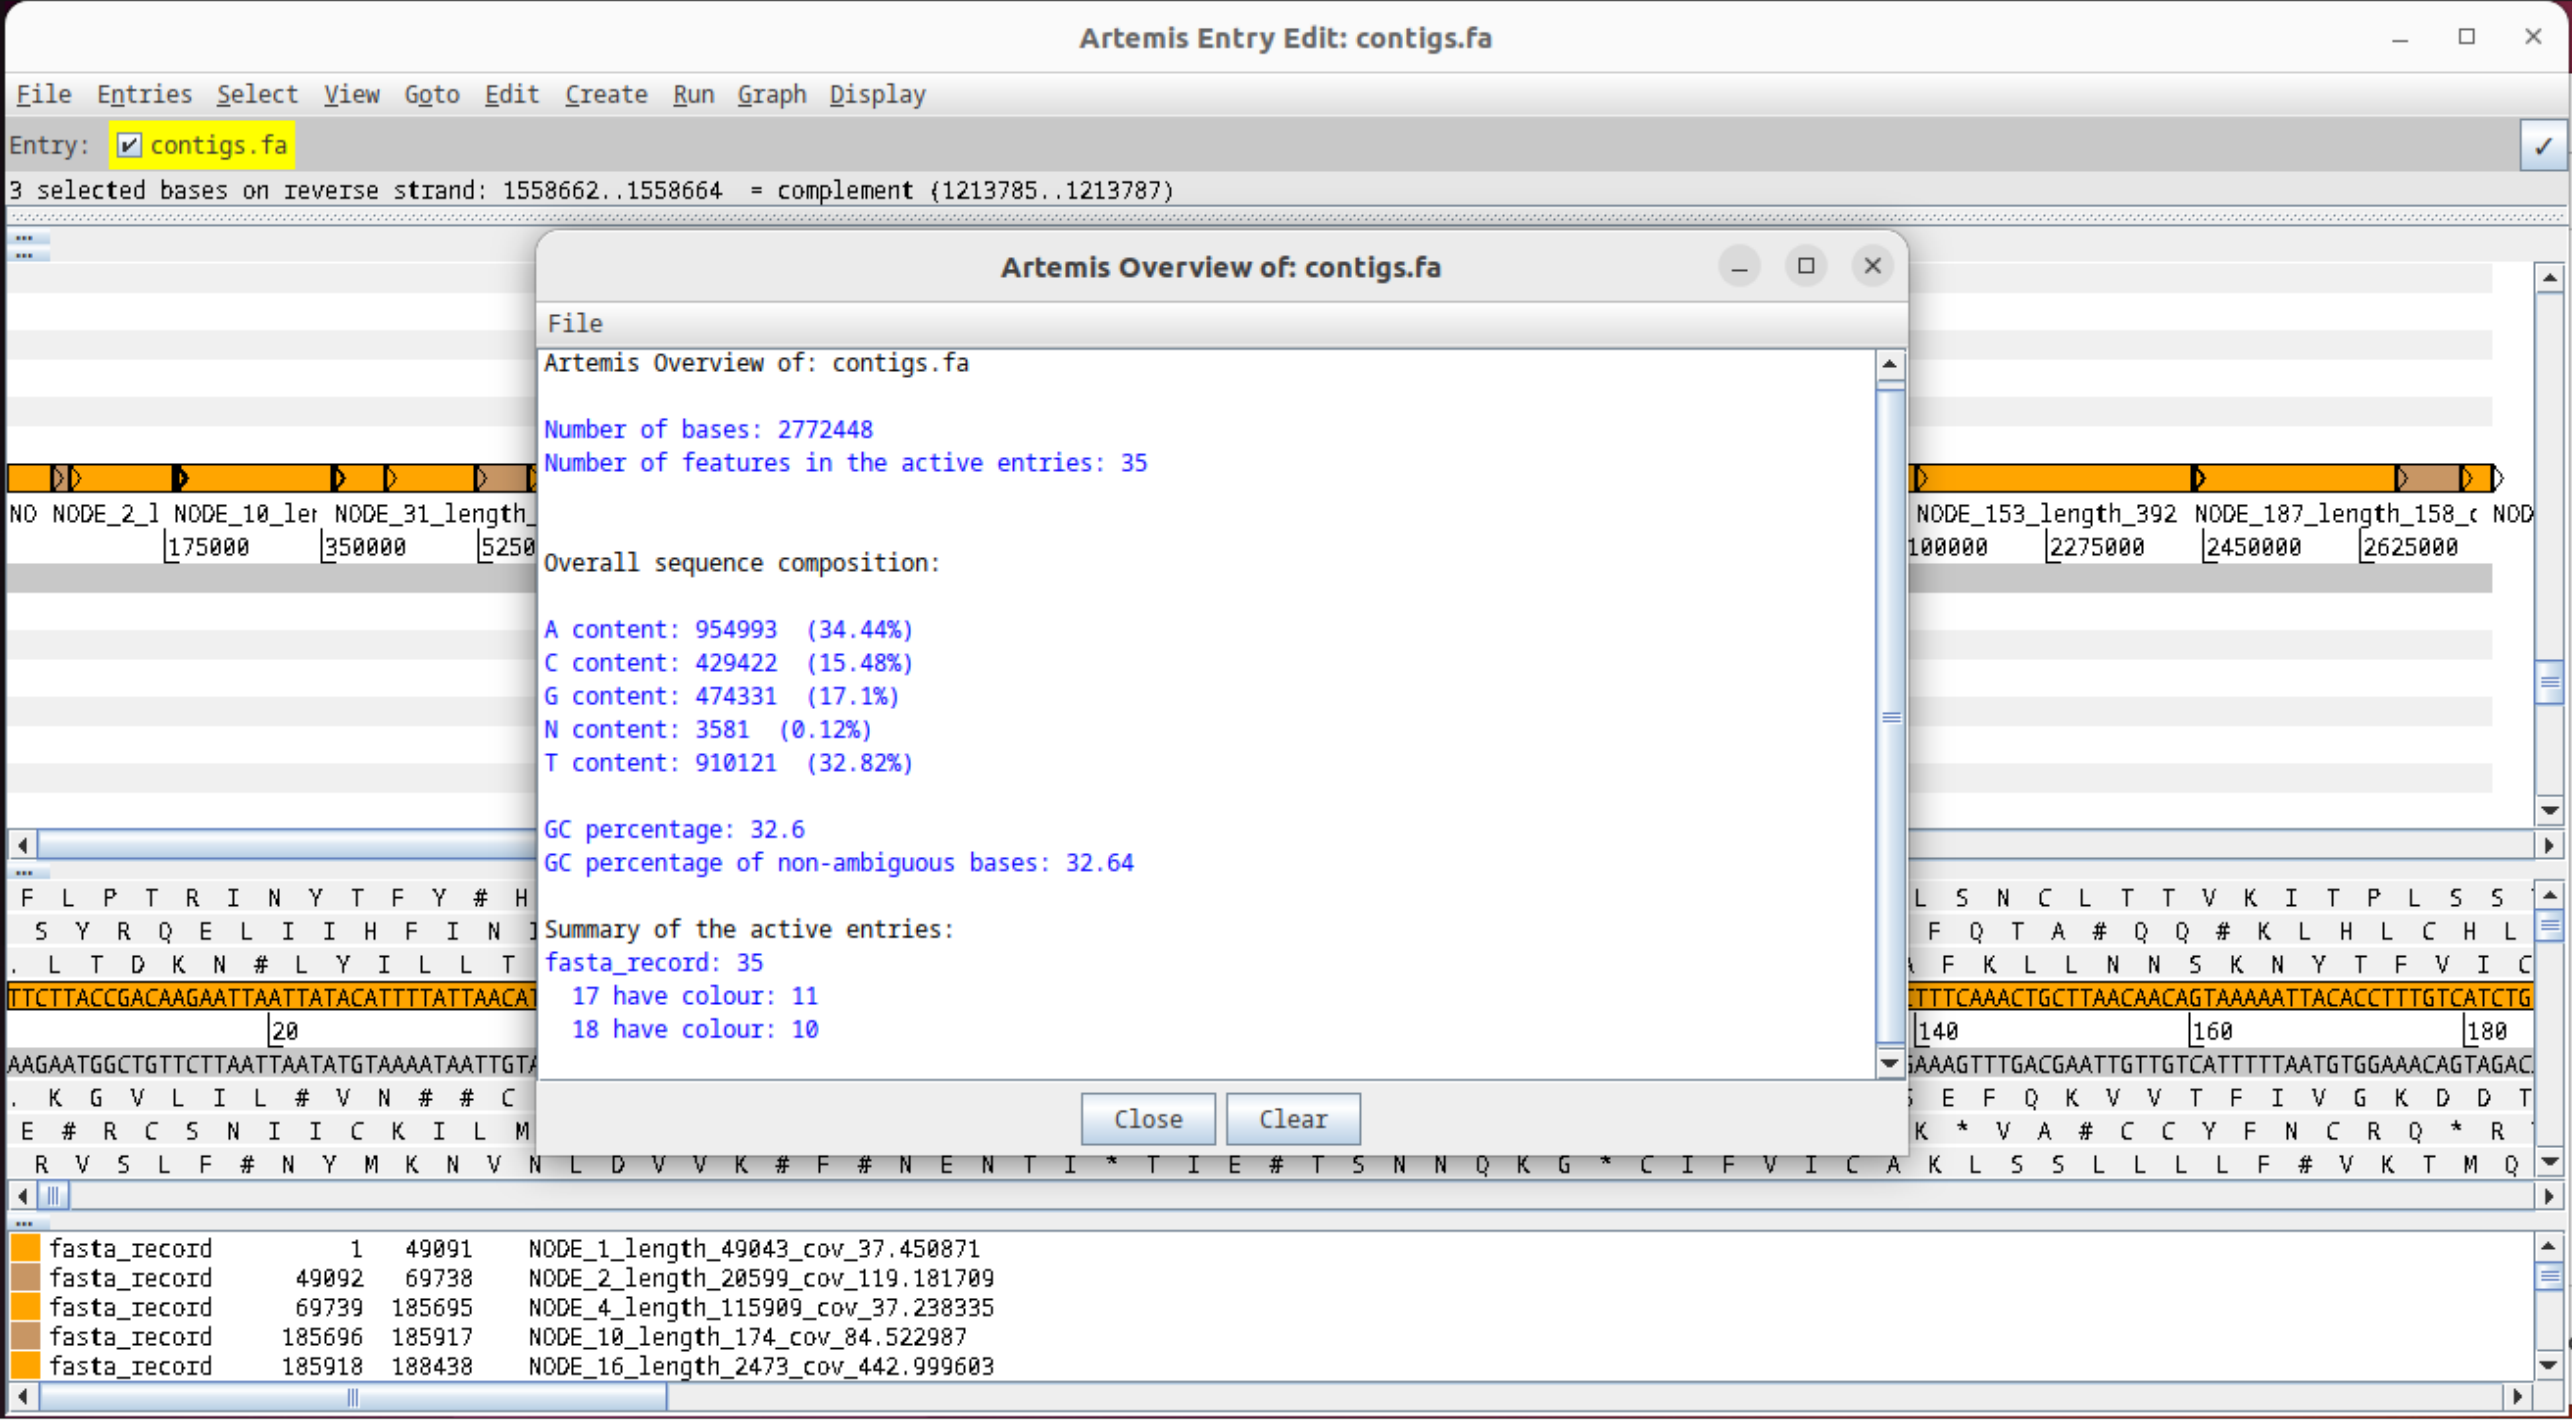 Artemis Entry Edit: contigs.fa
File Entries Select View Goto Edit Create Run Graph Display
Entry: contigs.fa
3 selected bases on reverse strand: 1558662..1558664 = complement (1213785..1213787)
Artemis Overview of: contigs.fa
File
Artemis Overview of: contigs.fa
Number of bases: 2772448
Number of features in the active entries: 35
Overall sequence composition:
A content: 954993 (34.44%)
C content: 429422 (15.48%)
G content: 474331 (17.1%)
N content: 3581 (0.12%)
T content: 910121 (32.82%)
GC percentage: 32.6
GC percentage of non-ambiguous bases: 32.64
Summary of the active entries:
fasta_record: 35
17 have colour: 11
18 have colour: 10
Close Clear
NO NODE_2_l NODE_10_ler NODE_31_length_ NODE_153_length_392 NODE_187_length_158_c NOD
175000 350000 5250 100000 2275000 2450000 2625000
F L P T R I N Y T F Y # H L S N C L T T V K I T P L S S
S Y R Q E L I I H F I N F Q T A # Q Q # K L H L C H L
. L T D K N # L Y I L L T F K L L N N S K N Y T F V I C
TTCTTACCGACAAGAATTAATTATACATTTTATTAACAT TTTCAAACTGCTTAACAACAGTAAAAATTACACCTTTGTCATCTG
20 140 160 180
AAGAATGGCTGTTCTTAATTAATATGTAAAATAATTGTA GAAAGTTTGACGAATTGTTGTCATTTTTAATGTGGAAACAGTAGAC
. K G V L I L # V N # # C E F Q K V V T F I V G K D D T
E # R C S N I I C K I L M K * V A # C C Y F N C R Q * R
R V S L F # N Y M K N V N L D V V K # F # N E N T I * T I E # T S N N Q K G * C I F V I C A K L S S L L L L F # V K T M Q
fasta_record 1 49091 NODE_1_length_49043_cov_37.450871
fasta_record 49092 69738 NODE_2_length_20599_cov_119.181709
fasta_record 69739 185695 NODE_4_length_115909_cov_37.238335
fasta_record 185696 185917 NODE_10_length_174_cov_84.522987
fasta_record 185918 188438 NODE_16_length_2473_cov_442.999603